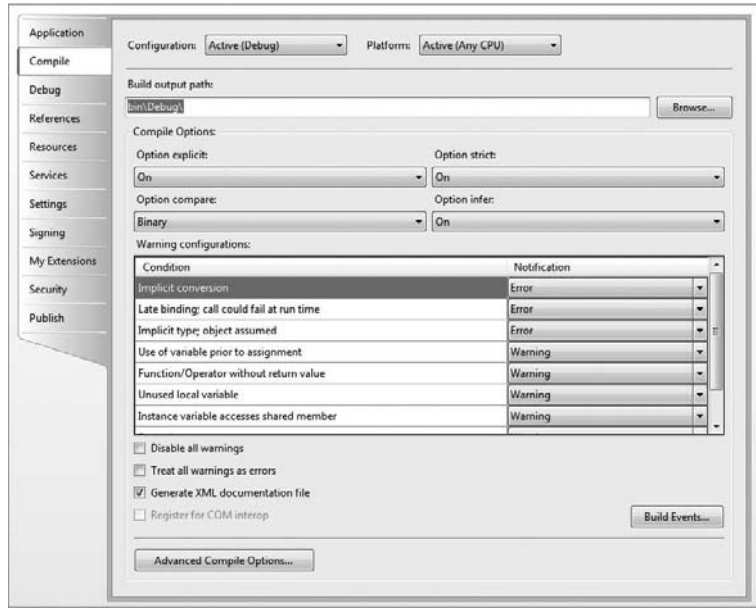 Application
Compile
Debug
References
Resources
Services
Settings
Signing
My Extensions
Security
Publish
Configuration: Active (Debug) Platform: Active (Any CPU)
Build output path:
bin\Debug\ Browse...
Compile Options:
Option explicit: Option strict:
On On
Option compare: Option infer:
Binary On
Warning configurations:
Condition Notification
Implicit conversion Error
Late binding; call could fail at run time Error
Implicit type; object assumed Error
Use of variable prior to assignment Warning
Function/Operator without return value Warning
Unused local variable Warning
Instance variable accesses shared member Warning
Disable all warnings
Treat all warnings as errors
Generate XML documentation file
Register for COM interop Build Events...
Advanced Compile Options...